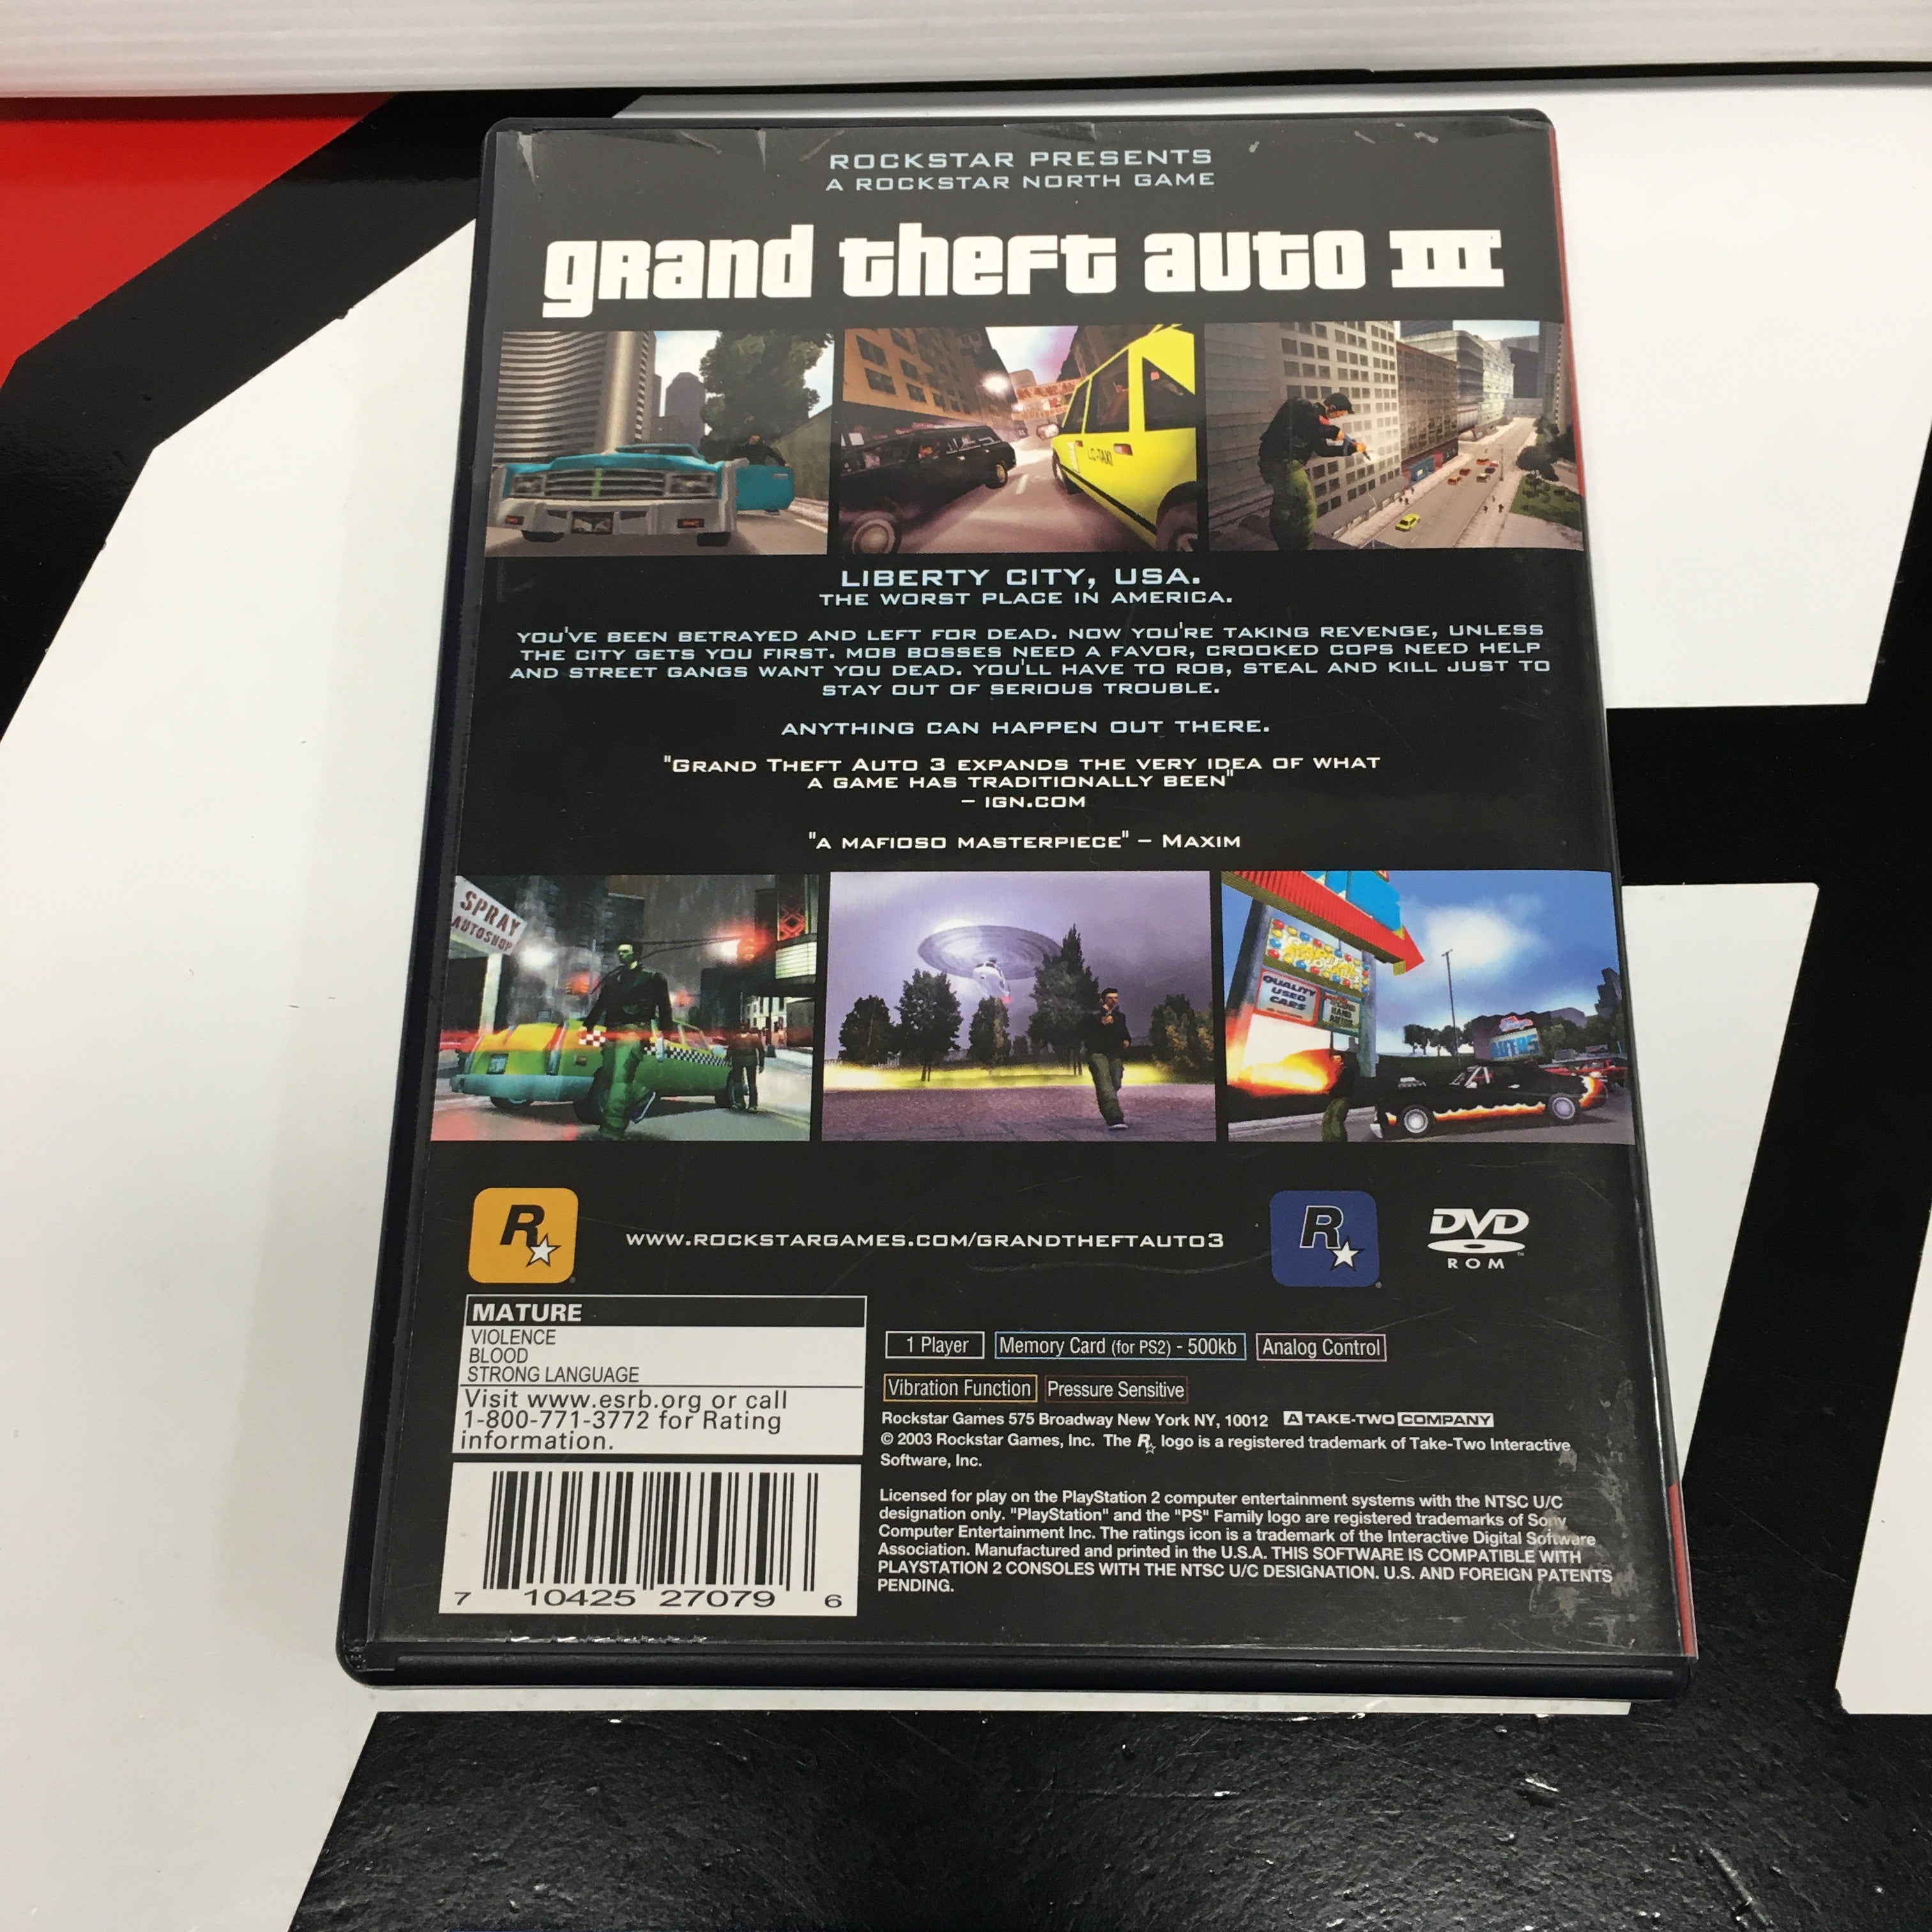 ROCKSTAR PRESENTS
A ROCKSTAR NORTH GAME
grand theft auto III
LC-TAXI
LIBERTY CITY, USA.
THE WORST PLACE IN AMERICA.
YOU'VE BEEN BETRAYED AND LEFT FOR DEAD. NOW YOU'RE TAKING REVENGE, UNLESS
THE CITY GETS YOU FIRST. MOB BOSSES NEED A FAVOR, CROOKED COPS NEED HELP
AND STREET GANGS WANT YOU DEAD. YOU'LL HAVE TO ROB, STEAL AND KILL JUST TO
STAY OUT OF SERIOUS TROUBLE.
ANYTHING CAN HAPPEN OUT THERE.
"GRAND THEFT AUTO 3 EXPANDS THE VERY IDEA OF WHAT
A GAME HAS TRADITIONALLY BEEN"
– IGN.COM
"A MAFIOSO MASTERPIECE" – MAXIM
SPRAY
AUTOSHOP
QUALITY
USED
CARS
HAND
AUTOS
AUTOS
R
WWW.ROCKSTARGAMES.COM/GRANDTHEFTAUTO3
R
DVD
ROM
MATURE
VIOLENCE
BLOOD
STRONG LANGUAGE
Visit www.esrb.org or call
1-800-771-3772 for Rating
information.
1 Player
Memory Card (for PS2) - 500kb
Analog Control
Vibration Function
Pressure Sensitive
Rockstar Games 575 Broadway New York NY, 10012 A TAKE-TWO COMPANY
© 2003 Rockstar Games, Inc. The R logo is a registered trademark of Take-Two Interactive
Software, Inc.
Licensed for play on the PlayStation 2 computer entertainment systems with the NTSC U/C
designation only. "PlayStation" and the "PS" Family logo are registered trademarks of Sony
Computer Entertainment Inc. The ratings icon is a trademark of the Interactive Digital Software
Association. Manufactured and printed in the U.S.A. THIS SOFTWARE IS COMPATIBLE WITH
PLAYSTATION 2 CONSOLES WITH THE NTSC U/C DESIGNATION. U.S. AND FOREIGN PATENTS
PENDING.
7 10425 27079 6